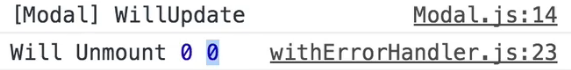 [Modal] WillUpdate Modal.js:14
Will Unmount 0 0 withErrorHandler.js:23